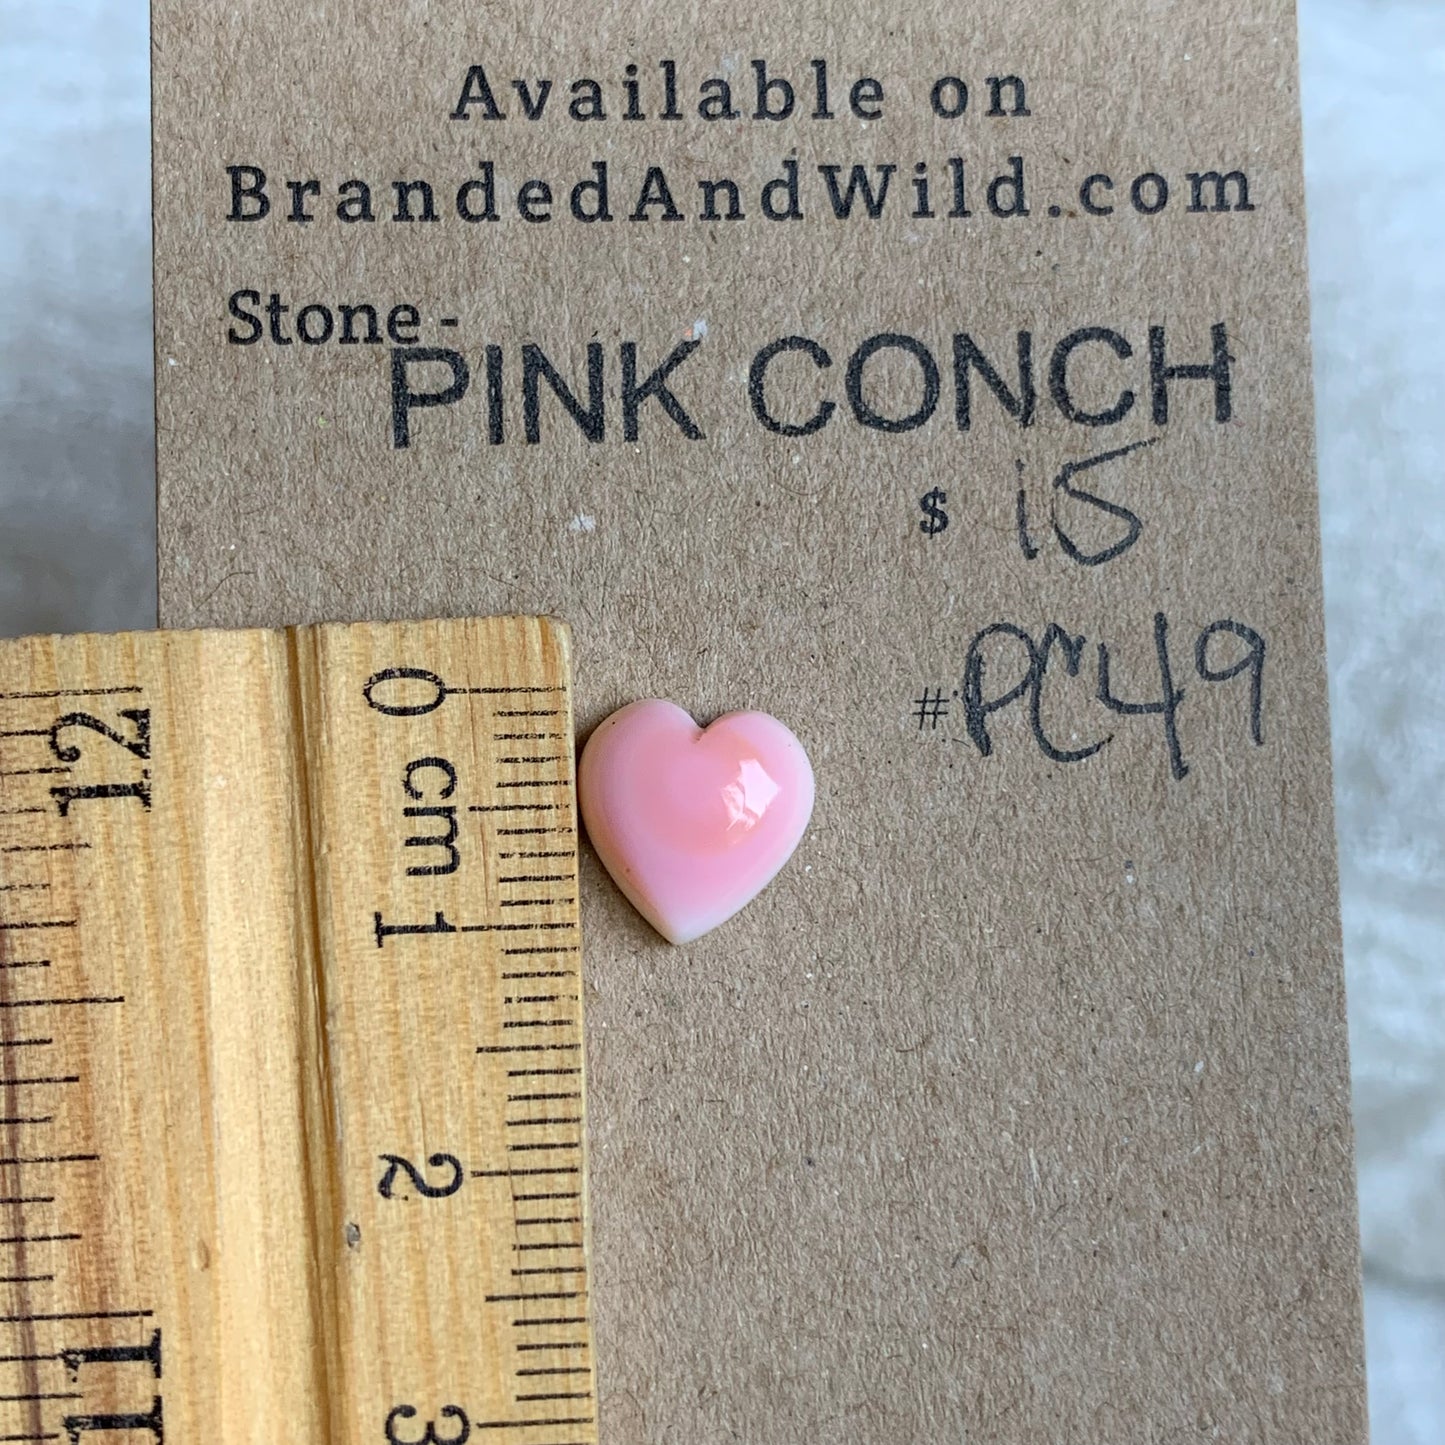 Available on
BrandedAndWild.com
Stone - PINK CONCH
$ 15
#: PC49
0 cm 1 2 3
12 11